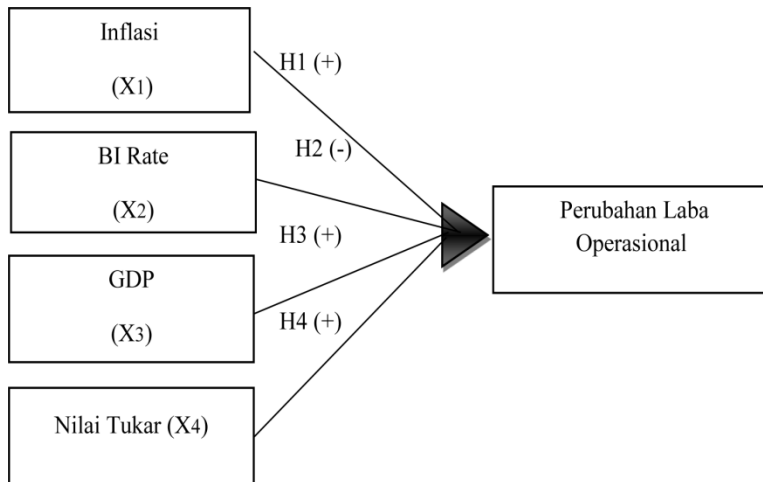 Inflasi
(X1)
H1 (+)
H2 (-)
BI Rate
(X2)
H3 (+)
GDP
(X3)
H4 (+)
Nilai Tukar (X4)
Perubahan Laba
Operasional